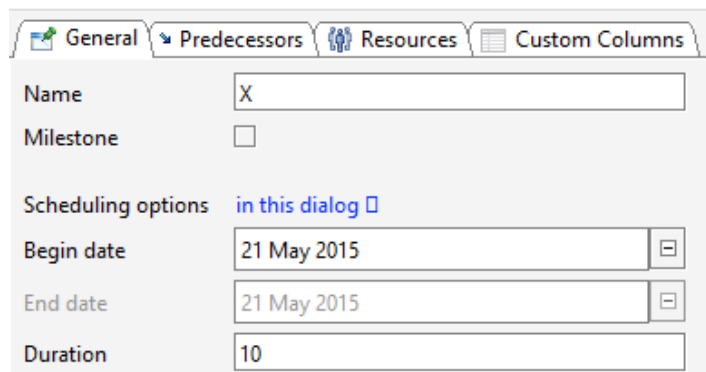 General Predecessors Resources Custom Columns
Name X
Milestone
Scheduling options in this dialog
Begin date 21 May 2015
End date 21 May 2015
Duration 10